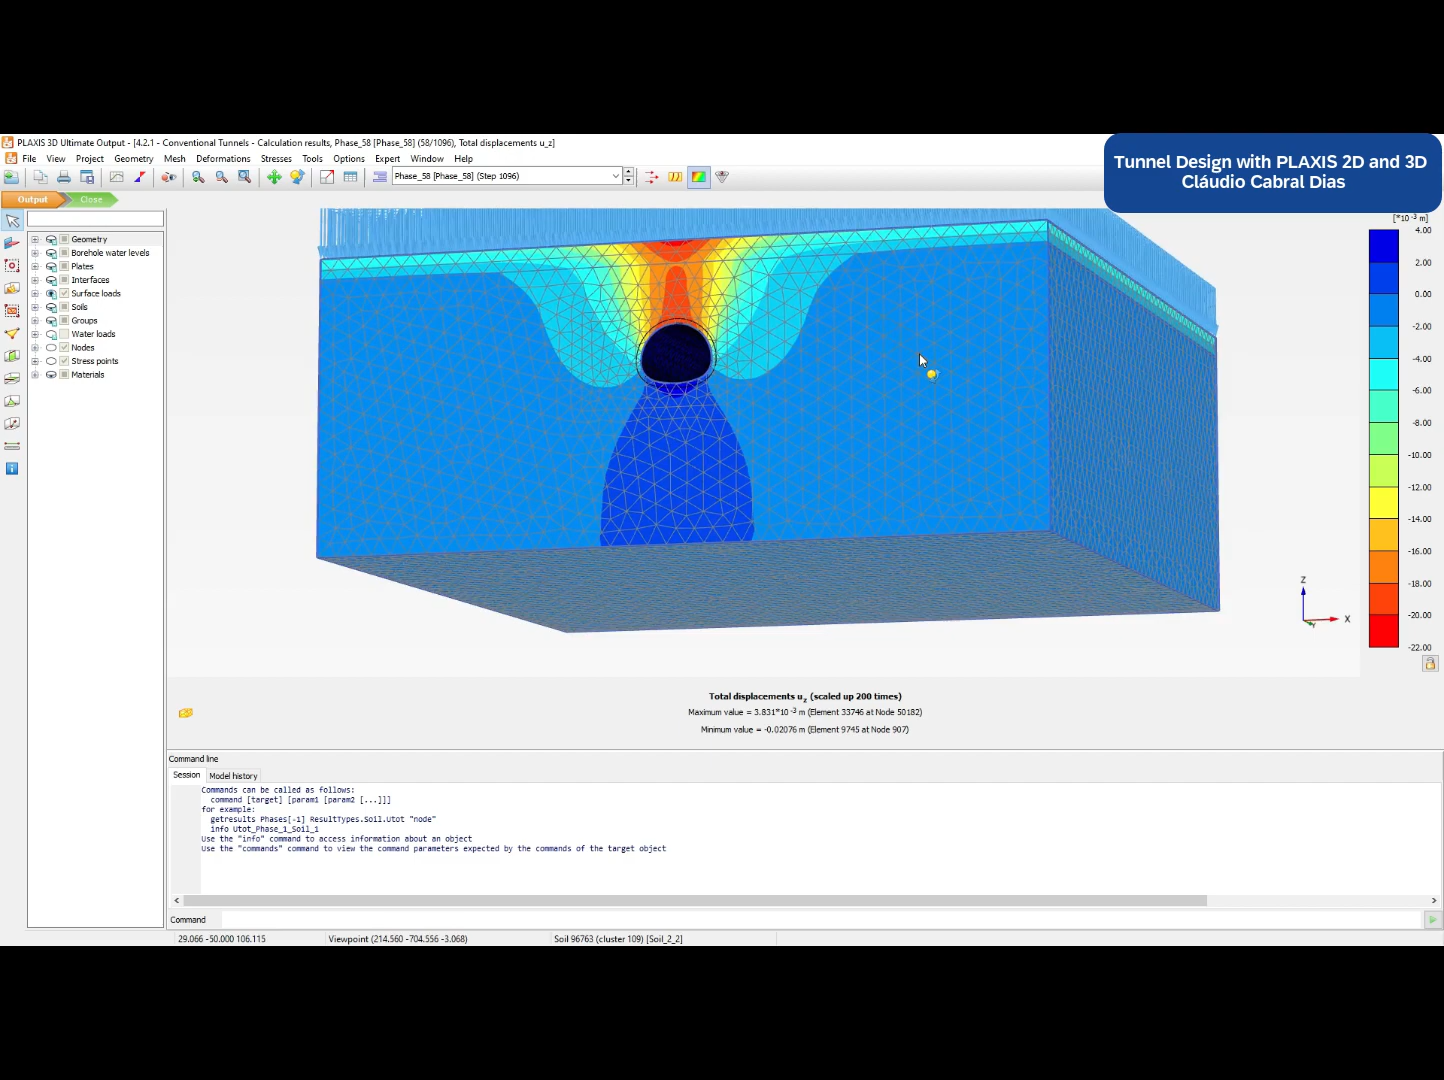 PLAXIS 3D Ultimate Output - [4.2.1 - Conventional Tunnels - Calculation results, Phase_58 [Phase_58] (58/1096), Total displacements u_z]
File View Project Geometry Mesh Deformations Stresses Tools Options Expert Window Help
Tunnel Design with PLAXIS 2D and 3D
Cláudio Cabral Dias
Phase_58 [Phase_58] (Step 1096)
Output Close
[*10 -3 m]
Geometry
Borehole water levels
Plates
Interfaces
Surface loads
Soils
Groups
Water loads
Nodes
Stress points
Materials
4.00
2.00
0.00
-2.00
-4.00
-6.00
-8.00
-10.00
-12.00
-14.00
-16.00
-18.00
-20.00
-22.00
Z
X
Y
Total displacements uz (scaled up 200 times)
Maximum value = 3.831*10 -3 m (Element 33746 at Node 50182)
Minimum value = -0.02076 m (Element 9745 at Node 907)
Command line
Session Model history
Commands can be called as follows:
command [target] [param1 [param2 [...]]]
for example:
getresults Phases[-1] ResultTypes.Soil.Utot "node"
info Utot_Phase_1_Soil_1
Use the "info" command to access information about an object
Use the "commands" command to view the command parameters expected by the commands of the target object
Command
29.066 -50.000 106.115 Viewpoint (214.560 -704.556 -3.068) Soil 96763 (cluster 109) [Soil_2_2]